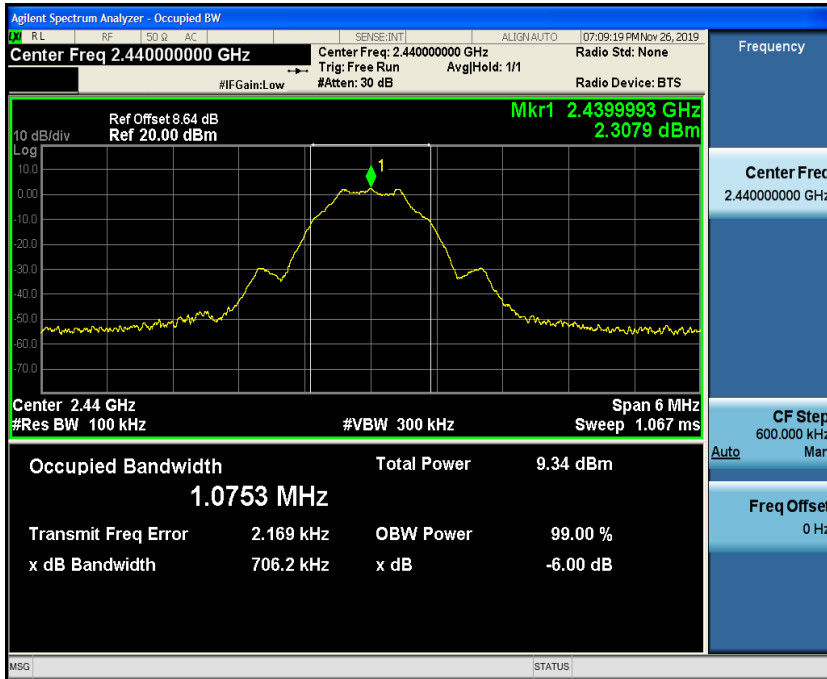 Agilent Spectrum Analyzer - Occupied BW
LXI RL RF 50 Ω AC SENSE:INT ALIGN AUTO 07:09:19 PM Nov 26, 2019
Center Freq 2.440000000 GHz
Center Freq: 2.440000000 GHz
Radio Std: None
Trig: Free Run Avg|Hold: 1/1
#IFGain:Low
#Atten: 30 dB
Radio Device: BTS
Ref Offset 8.64 dB
Mkr1 2.4399993 GHz
10 dB/div Ref 20.00 dBm
2.3079 dBm
Log
1
10.0
0.00
-10.0
-20.0
-30.0
-40.0
-50.0
-60.0
-70.0
Center 2.44 GHz Span 6 MHz
#Res BW 100 kHz #VBW 300 kHz Sweep 1.067 ms
Occupied Bandwidth Total Power 9.34 dBm
1.0753 MHz
Transmit Freq Error 2.169 kHz OBW Power 99.00 %
x dB Bandwidth 706.2 kHz x dB -6.00 dB
Frequency
Center Freq
2.440000000 GHz
CF Step
600.000 kHz
Auto Man
Freq Offset
0 Hz
MSG STATUS